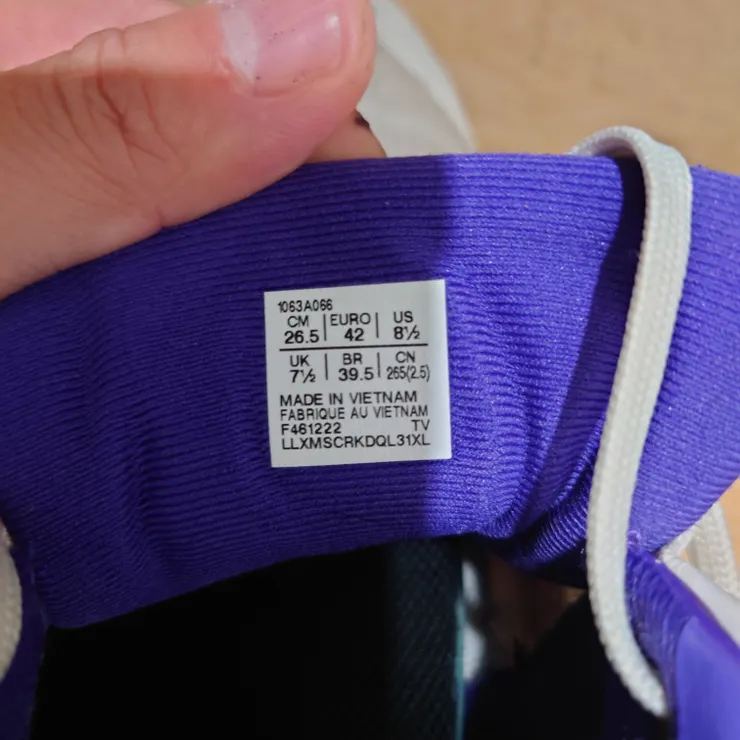 1063A066
CM | EURO | US
26.5 | 42 | 8½
UK | BR | CN
7½ | 39.5 | 265(2.5)
MADE IN VIETNAM
FABRIQUE AU VIETNAM
F461222 TV
LLXMSCRKDQL31XL